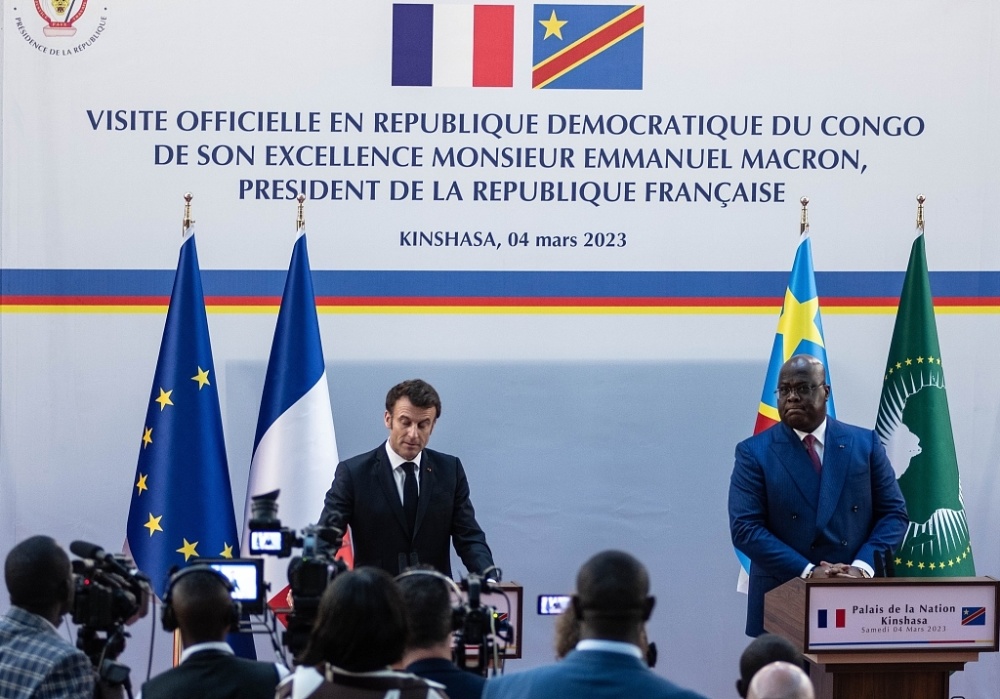 PRÉSIDENCE DE LA RÉPUBLIQUE
VISITE OFFICIELLE EN REPUBLIQUE DEMOCRATIQUE DU CONGO
DE SON EXCELLENCE MONSIEUR EMMANUEL MACRON,
PRESIDENT DE LA REPUBLIQUE FRANÇAISE
KINSHASA, 04 mars 2023
Palais de la Nation
Kinshasa
Samedi 04 Mars 2023